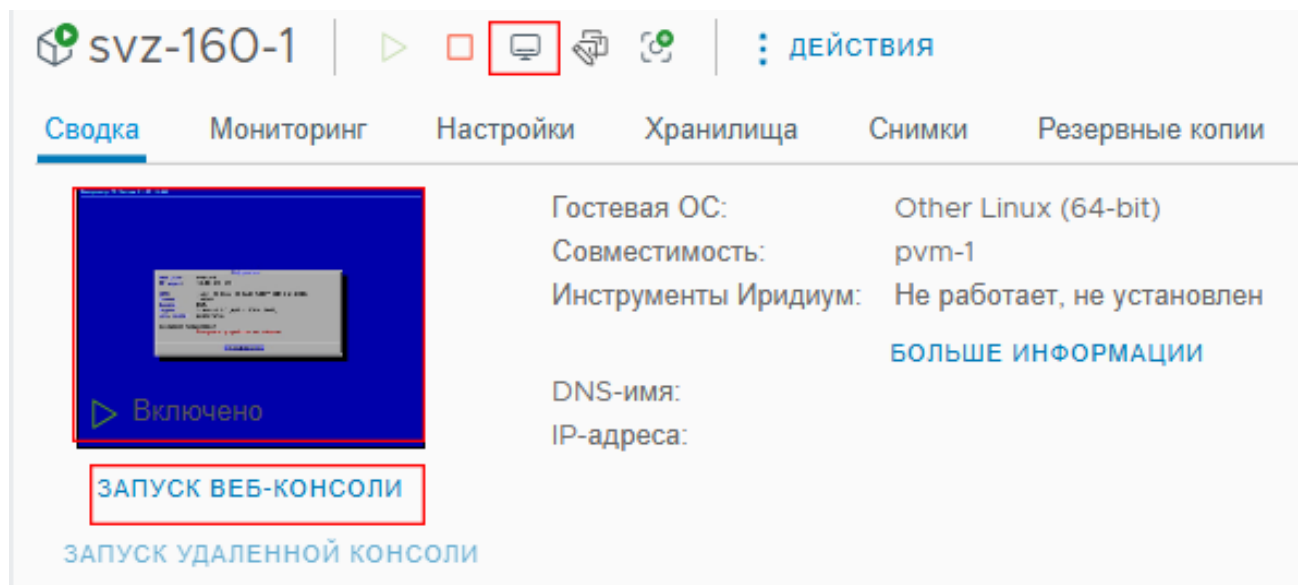 svz-160-1
ДЕЙСТВИЯ
Сводка Мониторинг Настройки Хранилища Снимки Резервные копии
Гостевая ОС: Other Linux (64-bit)
Совместимость: pvm-1
Инструменты Иридиум: Не работает, не установлен
БОЛЬШЕ ИНФОРМАЦИИ
DNS-имя:
IP-адреса:
Включено
ЗАПУСК ВЕБ-КОНСОЛИ
ЗАПУСК УДАЛЕННОЙ КОНСОЛИ